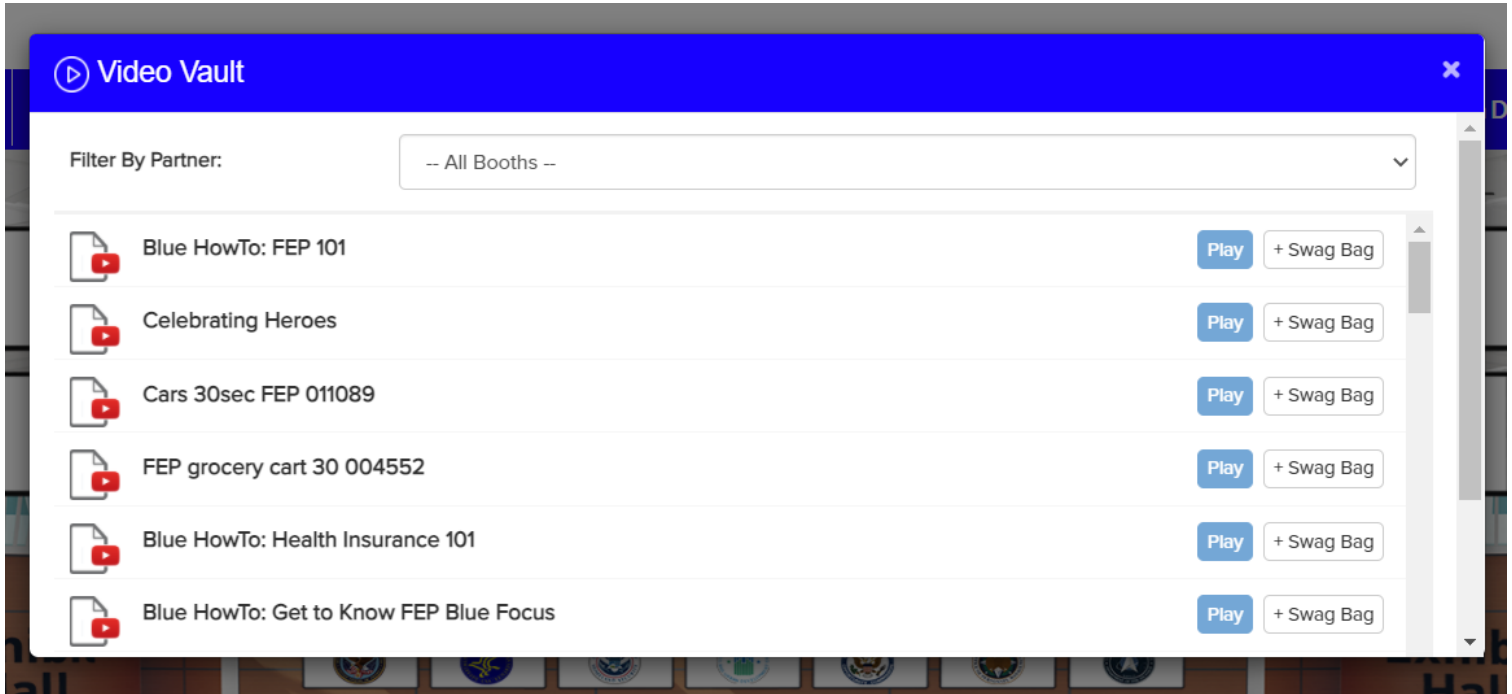 Video Vault
×
Filter By Partner:
-- All Booths --
Blue HowTo: FEP 101
Play
+ Swag Bag
Celebrating Heroes
Play
+ Swag Bag
Cars 30sec FEP 011089
Play
+ Swag Bag
FEP grocery cart 30 004552
Play
+ Swag Bag
Blue HowTo: Health Insurance 101
Play
+ Swag Bag
Blue HowTo: Get to Know FEP Blue Focus
Play
+ Swag Bag